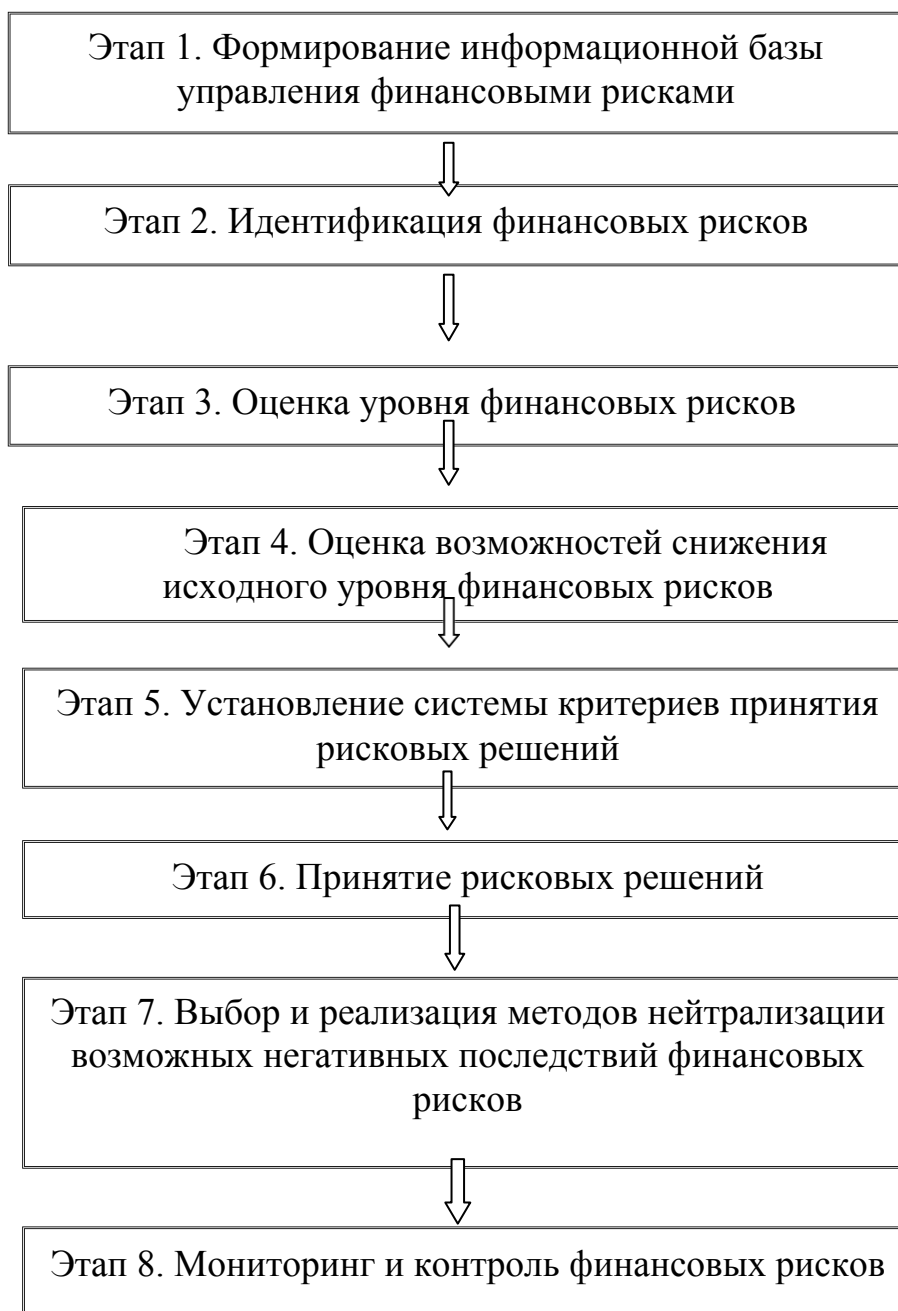 Этап 1. Формирование информационной базы
управления финансовыми рисками
Этап 2. Идентификация финансовых рисков
Этап 3. Оценка уровня финансовых рисков
Этап 4. Оценка возможностей снижения
исходного уровня финансовых рисков
Этап 5. Установление системы критериев принятия
рисковых решений
Этап 6. Принятие рисковых решений
Этап 7. Выбор и реализация методов нейтрализации
возможных негативных последствий финансовых
рисков
Этап 8. Мониторинг и контроль финансовых рисков